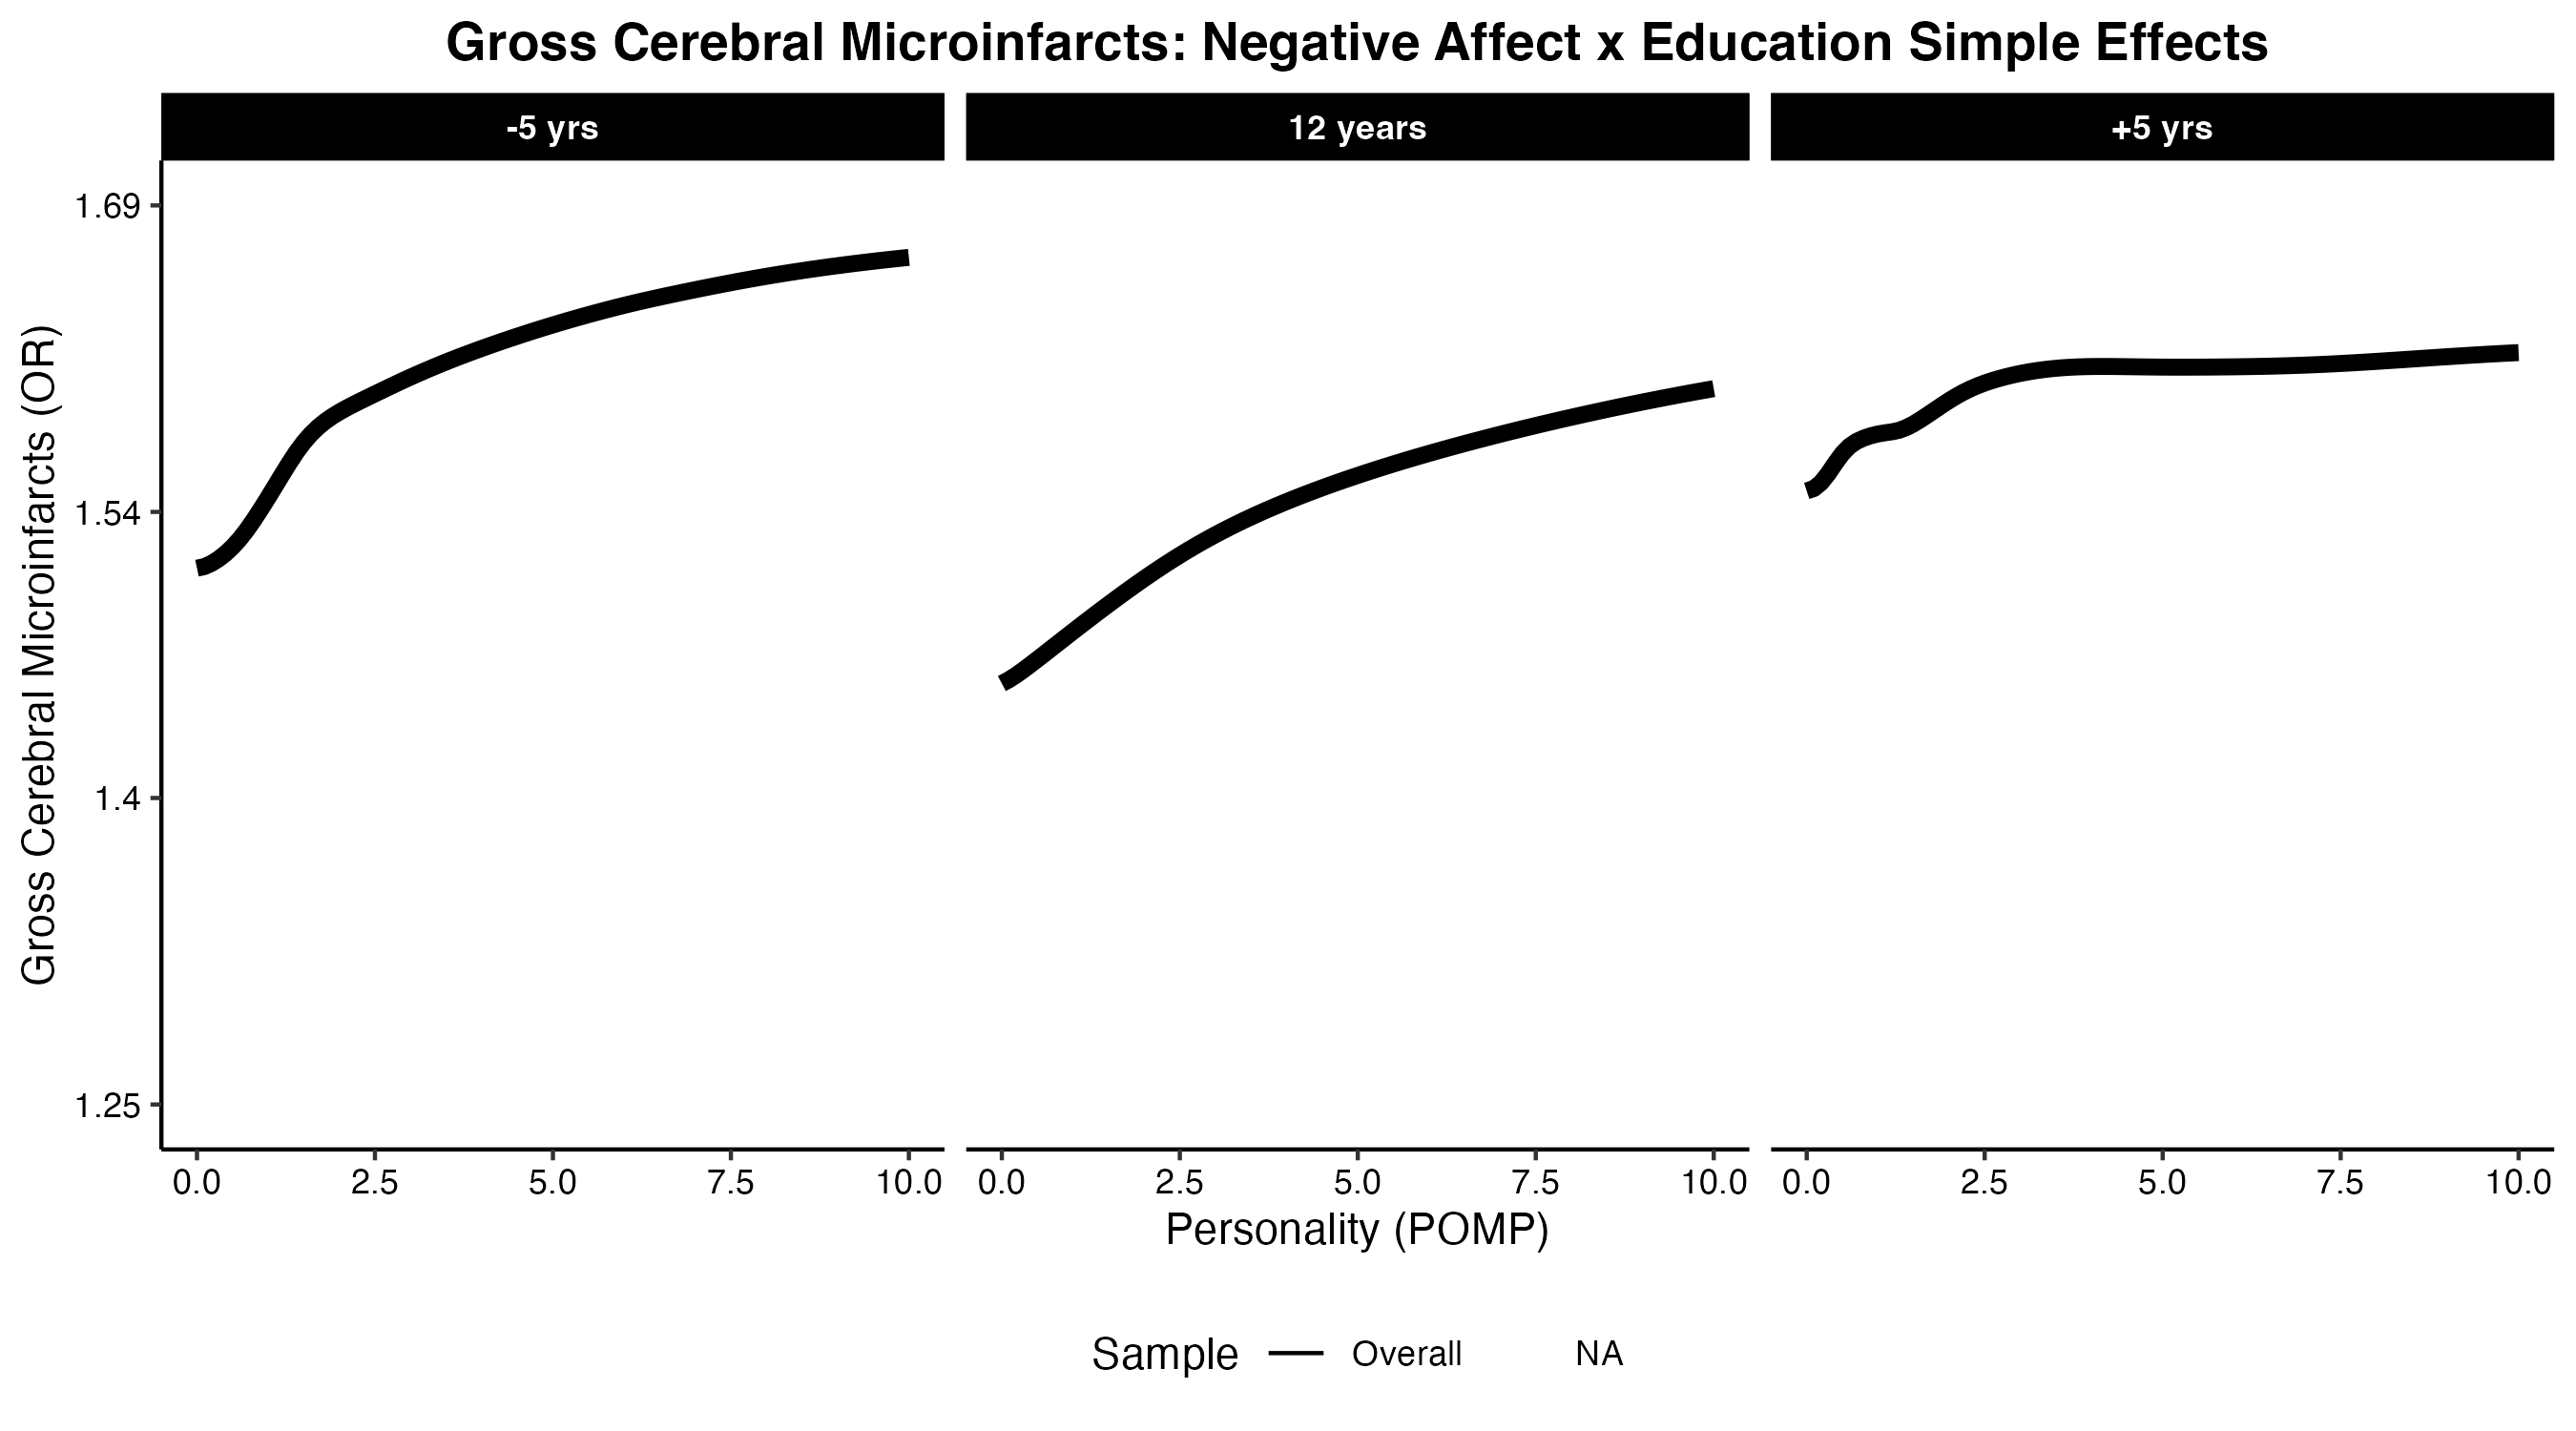 Gross Cerebral Microinfarcts: Negative Affect x Education Simple Effects
-5 yrs
12 years
+5 yrs
Gross Cerebral Microinfarcts (OR)
1.69
1.54
1.4
1.25
0.0 2.5 5.0 7.5 10.0
0.0 2.5 5.0 7.5 10.0
0.0 2.5 5.0 7.5 10.0
Personality (POMP)
Sample Overall NA